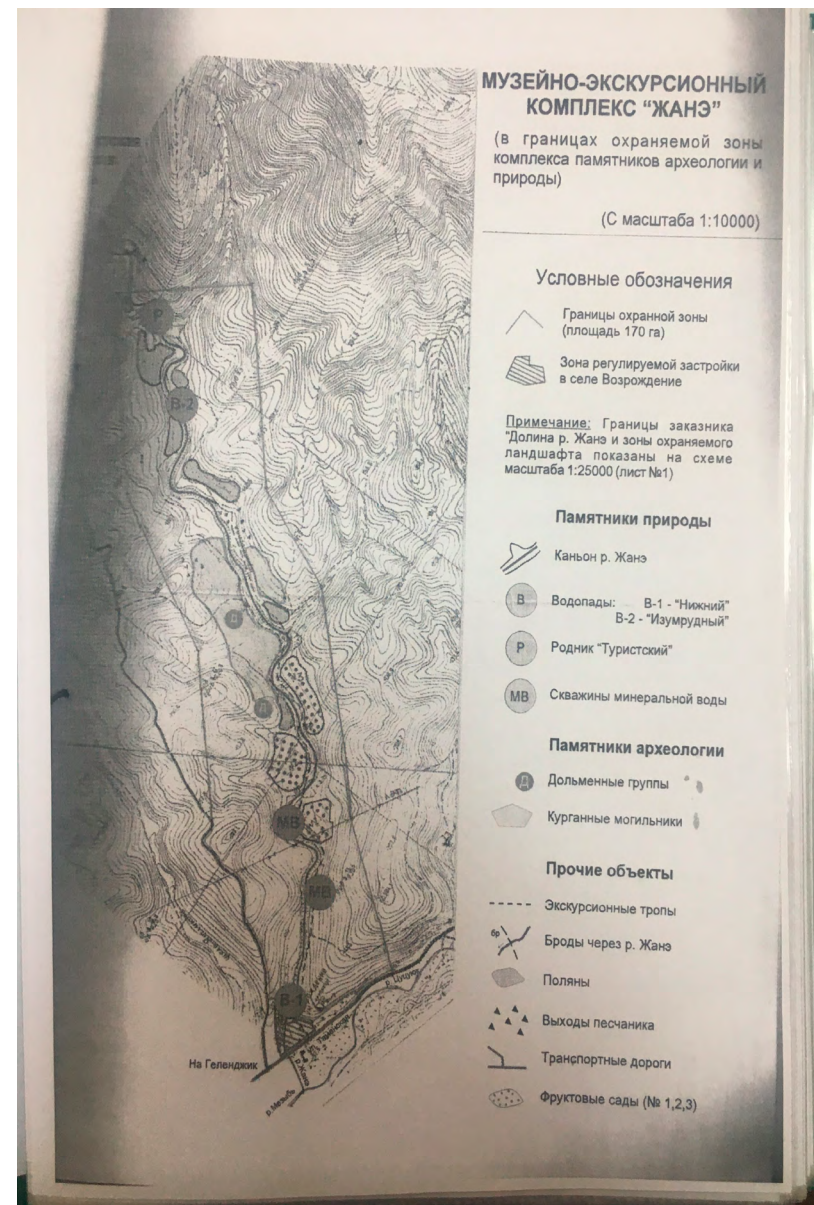 МУЗЕЙНО-ЭКСКУРСИОННЫЙ
КОМПЛЕКС "ЖАНЭ"
(в границах охраняемой зоны
комплекса памятников археологии и
природы)
(С масштаба 1:10000)
Условные обозначения
Границы охранной зоны
(площадь 170 га)
Зона регулируемой застройки
в селе Возрождение
Примечание: Границы заказника
"Долина р. Жанэ и зоны охраняемого
ландшафта показаны на схеме
масштаба 1:25000 (лист №1)
Памятники природы
Каньон р. Жанэ
В Водопады: В-1 - "Нижний"
В-2 - "Изумрудный"
Р Родник "Туристский"
МВ Скважины минеральной воды
Памятники археологии
Д Дольменные группы
Курганные могильники
Прочие объекты
Экскурсионные тропы
бр Броды через р. Жанэ
Поляны
Выходы песчаника
Транспортные дороги
Фруктовые сады (№ 1,2,3)
Р
В-2
Д
Д
МВ
МВ
В-1
р. Цуцук
На Геленджик
р. Жанэ
р. Мезыбь